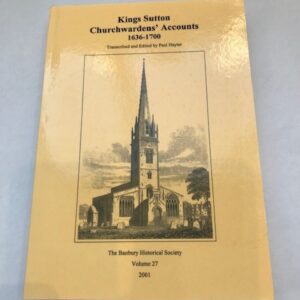 Kings Sutton
Churchwardens' Accounts
1636-1700
Transcribed and Edited by Paul Hayter
The Banbury Historical Society
Volume 27
2001